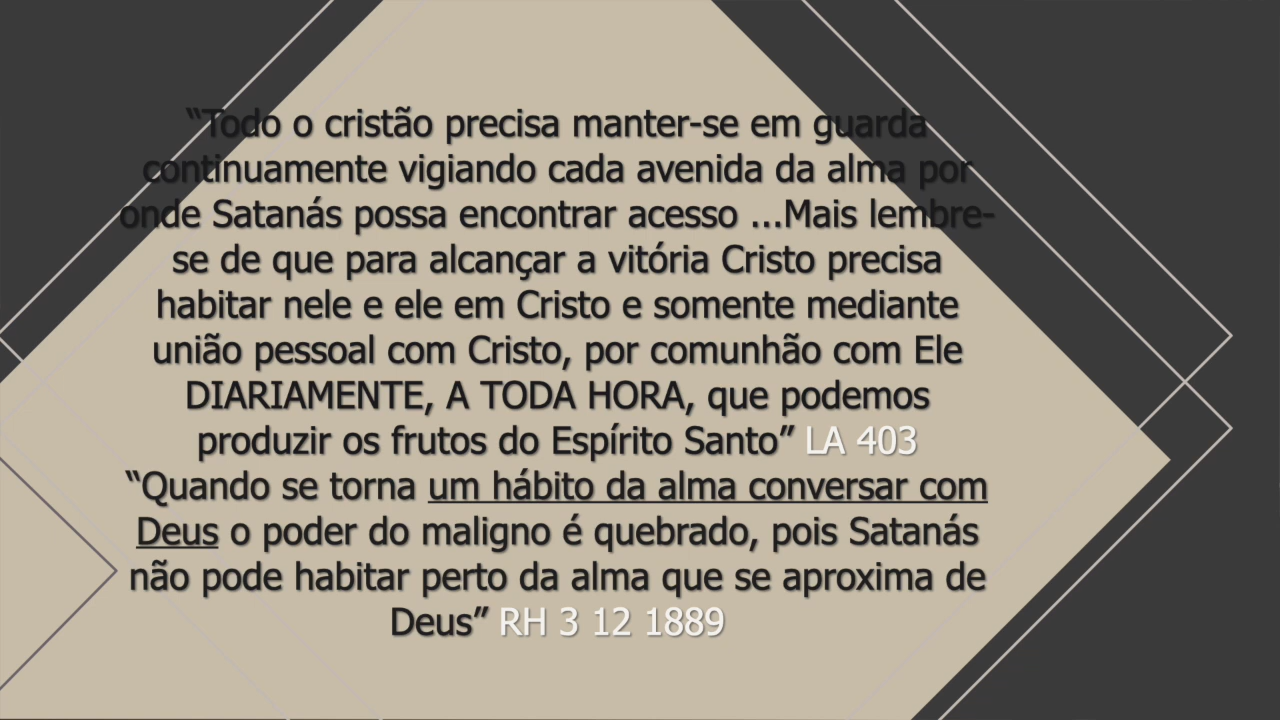 “Todo o cristão precisa manter-se em guarda
continuamente vigiando cada avenida da alma por
onde Satanás possa encontrar acesso ...Mais lembre-
se de que para alcançar a vitória Cristo precisa
habitar nele e ele em Cristo e somente mediante
união pessoal com Cristo, por comunhão com Ele
DIARIAMENTE, A TODA HORA, que podemos
produzir os frutos do Espírito Santo” LA 403
“Quando se torna um hábito da alma conversar com
Deus o poder do maligno é quebrado, pois Satanás
não pode habitar perto da alma que se aproxima de
Deus” RH 3 12 1889